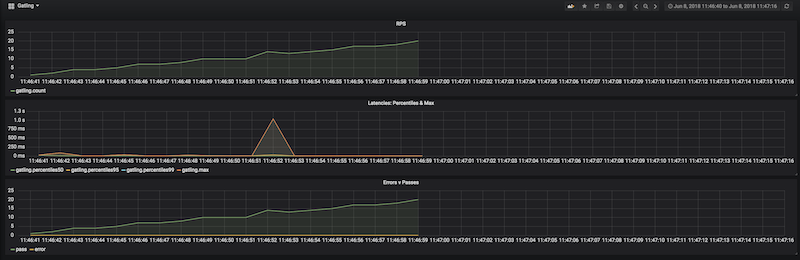 Gatling
Jun 8, 2018 11:46:40 to Jun 8, 2018 11:47:16
RPS
25
20
15
10
5
0
11:46:41 11:46:42 11:46:43 11:46:44 11:46:45 11:46:46 11:46:47 11:46:48 11:46:49 11:46:50 11:46:51 11:46:52 11:46:53 11:46:54 11:46:55 11:46:56 11:46:57 11:46:58 11:46:59 11:47:00 11:47:01 11:47:02 11:47:03 11:47:04 11:47:05 11:47:06 11:47:07 11:47:08 11:47:09 11:47:10 11:47:11 11:47:12 11:47:13 11:47:14 11:47:15 11:47:16
gatling.count
Latencies: Percentiles & Max
1.3 s
1.0 s
750 ms
500 ms
250 ms
0 ms
11:46:41 11:46:42 11:46:43 11:46:44 11:46:45 11:46:46 11:46:47 11:46:48 11:46:49 11:46:50 11:46:51 11:46:52 11:46:53 11:46:54 11:46:55 11:46:56 11:46:57 11:46:58 11:46:59 11:47:00 11:47:01 11:47:02 11:47:03 11:47:04 11:47:05 11:47:06 11:47:07 11:47:08 11:47:09 11:47:10 11:47:11 11:47:12 11:47:13 11:47:14 11:47:15 11:47:16
gatling.percentiles50 gatling.percentiles95 gatling.percentiles99 gatling.max
Errors v Passes
25
20
15
10
5
0
11:46:41 11:46:42 11:46:43 11:46:44 11:46:45 11:46:46 11:46:47 11:46:48 11:46:49 11:46:50 11:46:51 11:46:52 11:46:53 11:46:54 11:46:55 11:46:56 11:46:57 11:46:58 11:46:59 11:47:00 11:47:01 11:47:02 11:47:03 11:47:04 11:47:05 11:47:06 11:47:07 11:47:08 11:47:09 11:47:10 11:47:11 11:47:12 11:47:13 11:47:14 11:47:15 11:47:16
pass error